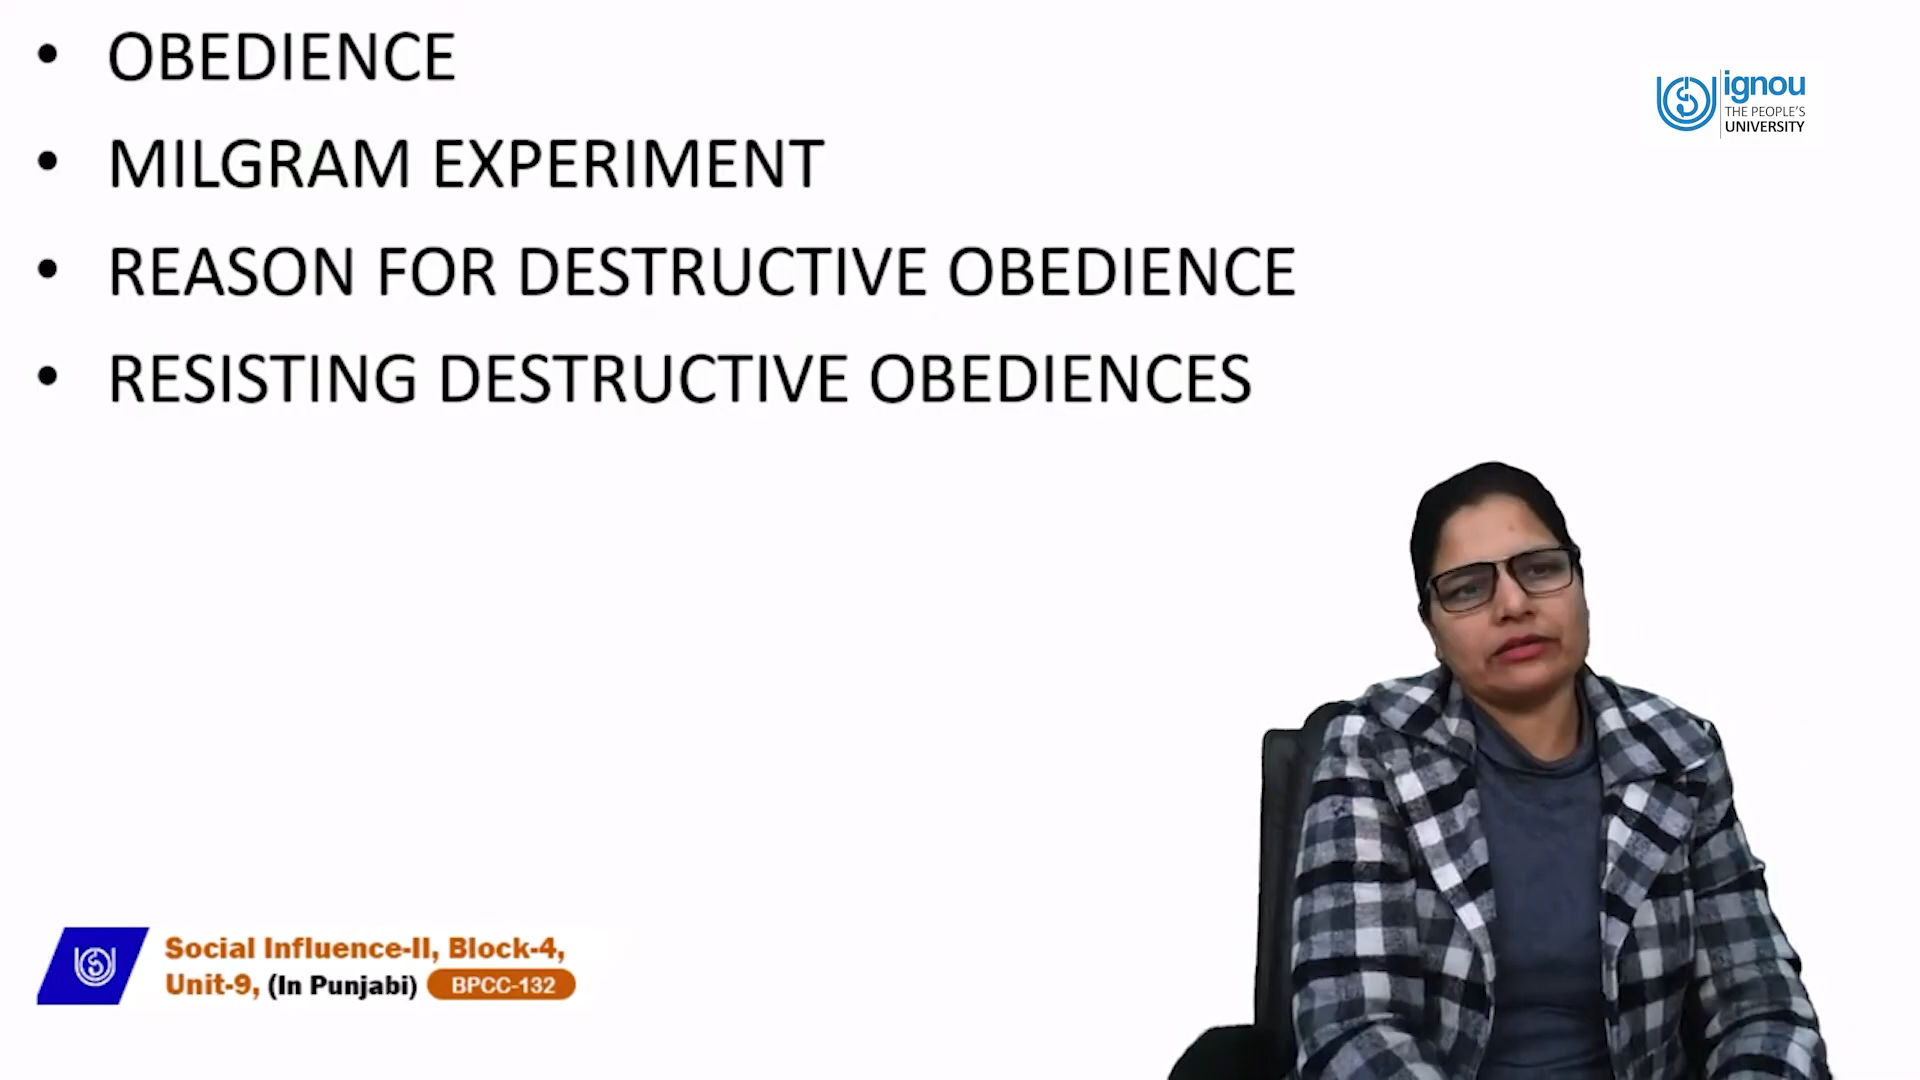 • OBEDIENCE
• MILGRAM EXPERIMENT
• REASON FOR DESTRUCTIVE OBEDIENCE
• RESISTING DESTRUCTIVE OBEDIENCES
ignou
THE PEOPLE'S
UNIVERSITY
Social Influence-II, Block-4,
Unit-9, (In Punjabi) BPCC-132